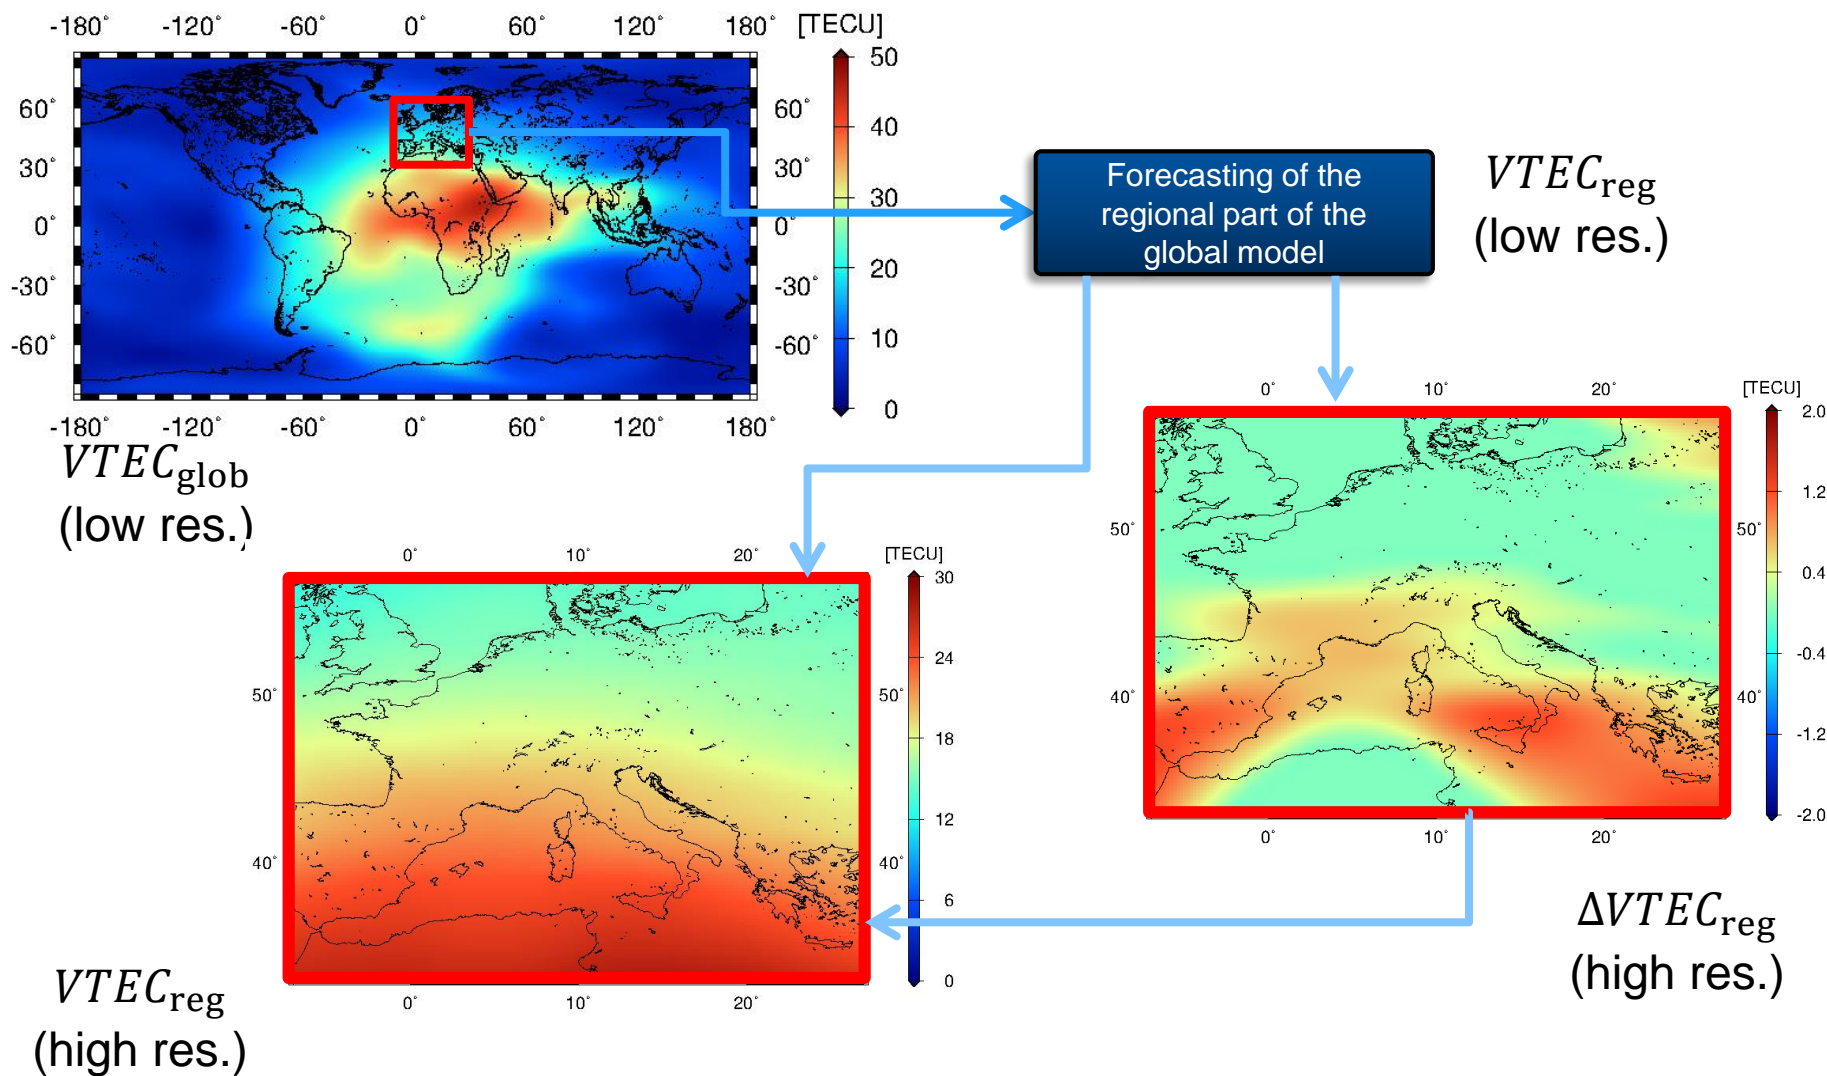 -180° -120° -60° 0° 60° 120° 180° [TECU]
50
60° 60°
40
30° 30°
30
0° 0°
20
-30° -30°
10
-60° -60°
0
-180° -120° -60° 0° 60° 120° 180°
VTEC_glob
(low res.)
Forecasting of the
regional part of the
global model
VTEC_reg
(low res.)
0° 10° 20° [TECU]
2.0
1.2
50° 50°
0.4
-0.4
40° 40°
-1.2
-2.0
0° 10° 20°
ΔVTEC_reg
(high res.)
0° 10° 20° [TECU]
30
24
50° 50°
18
12
40° 40°
6
0
0° 10° 20°
VTEC_reg
(high res.)